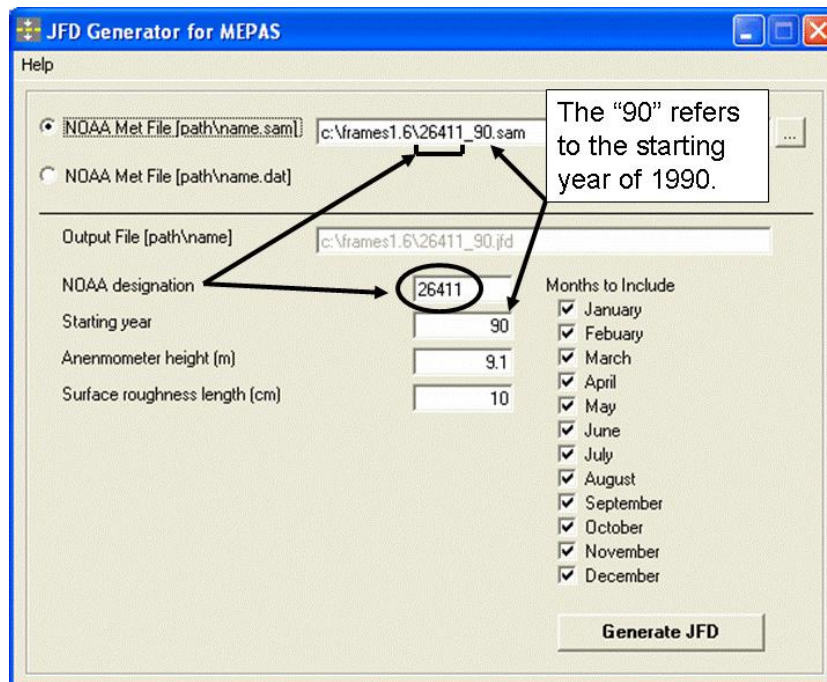 JFD Generator for MEPAS
Help
NOAA Met File [path\name.sam]
c:\frames1.6\26411_90.sam
...
The “90” refers
to the starting
year of 1990.
NOAA Met File [path\name.dat]
Output File [path\name]
c:\frames1.6\26411_90.jfd
NOAA designation
26411
Starting year
90
Anenmometer height (m)
9.1
Surface roughness length (cm)
10
Months to Include
January
Febuary
March
April
May
June
July
August
September
October
November
December
Generate JFD